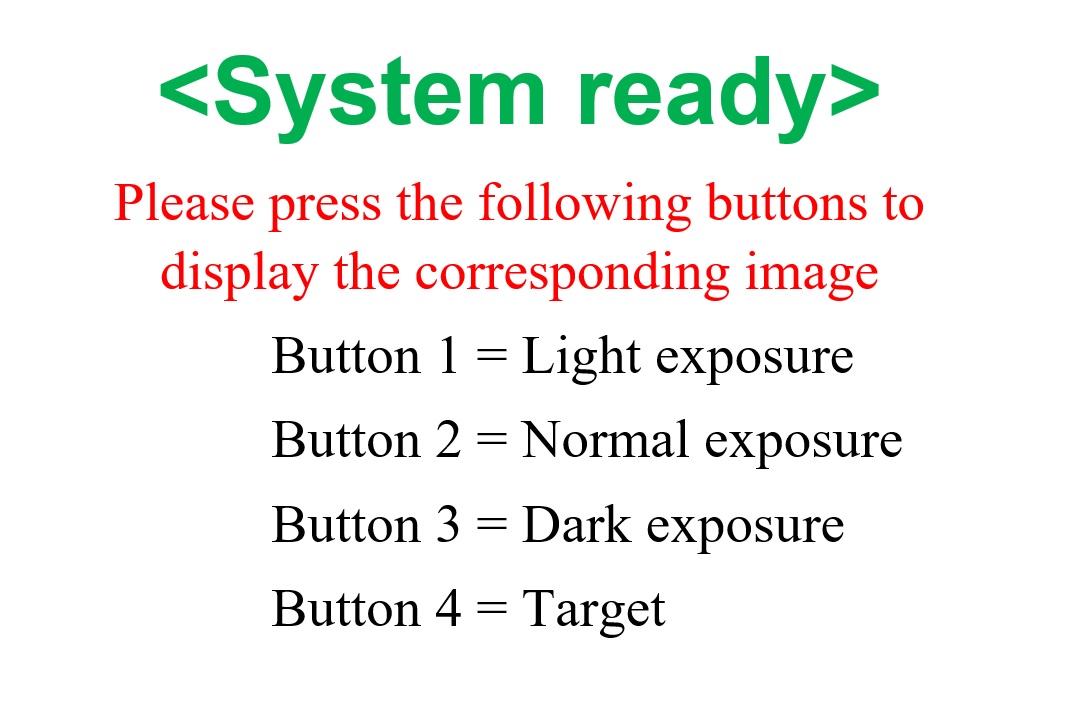 <System ready>
Please press the following buttons to
display the corresponding image
Button 1 = Light exposure
Button 2 = Normal exposure
Button 3 = Dark exposure
Button 4 = Target